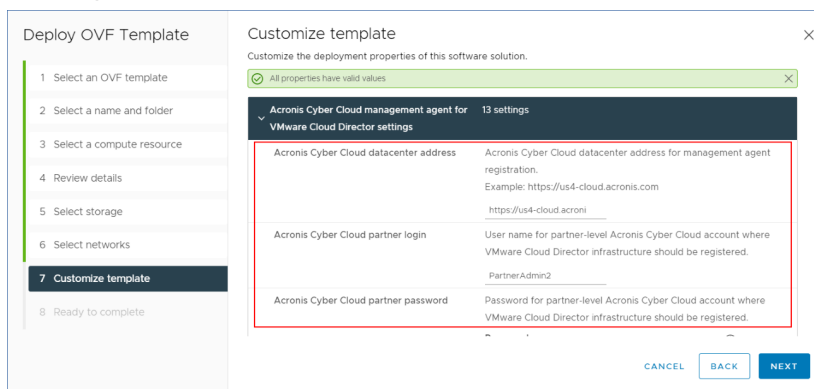 Deploy OVF Template
1 Select an OVF template
2 Select a name and folder
3 Select a compute resource
4 Review details
5 Select storage
6 Select networks
7 Customize template
8 Ready to complete
Customize template
Customize the deployment properties of this software solution.
All properties have valid values
Acronis Cyber Cloud management agent for 13 settings
VMware Cloud Director settings
Acronis Cyber Cloud datacenter address Acronis Cyber Cloud datacenter address for management agent
registration.
Example: https://us4-cloud.acronis.com
https://us4-cloud.acroni
Acronis Cyber Cloud partner login User name for partner-level Acronis Cyber Cloud account where
VMware Cloud Director infrastructure should be registered.
PartnerAdmin2
Acronis Cyber Cloud partner password Password for partner-level Acronis Cyber Cloud account where
VMware Cloud Director infrastructure should be registered.
CANCEL BACK NEXT